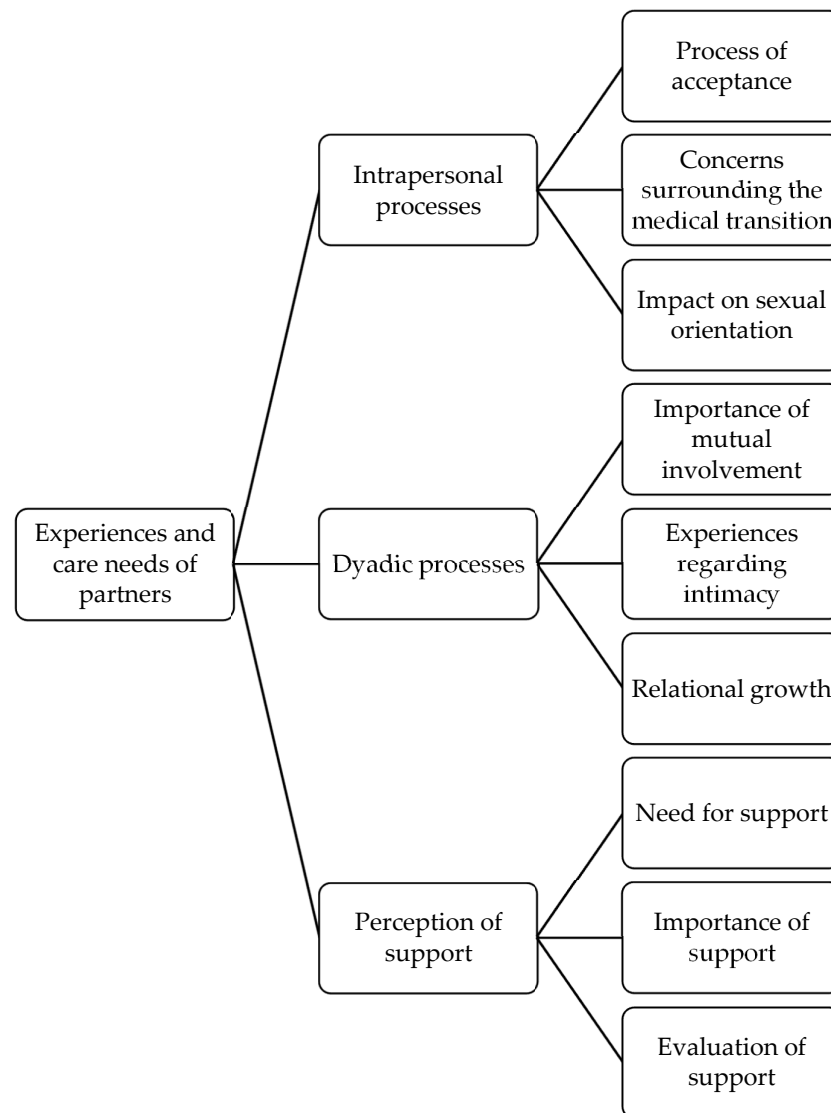 Process of
acceptance
Intrapersonal
processes
Concerns
surrounding the
medical transition
Impact on sexual
orientation
Importance of
mutual
involvement
Experiences and
care needs of
partners
Dyadic processes
Experiences
regarding
intimacy
Relational growth
Need for support
Perception of
support
Importance of
support
Evaluation of
support